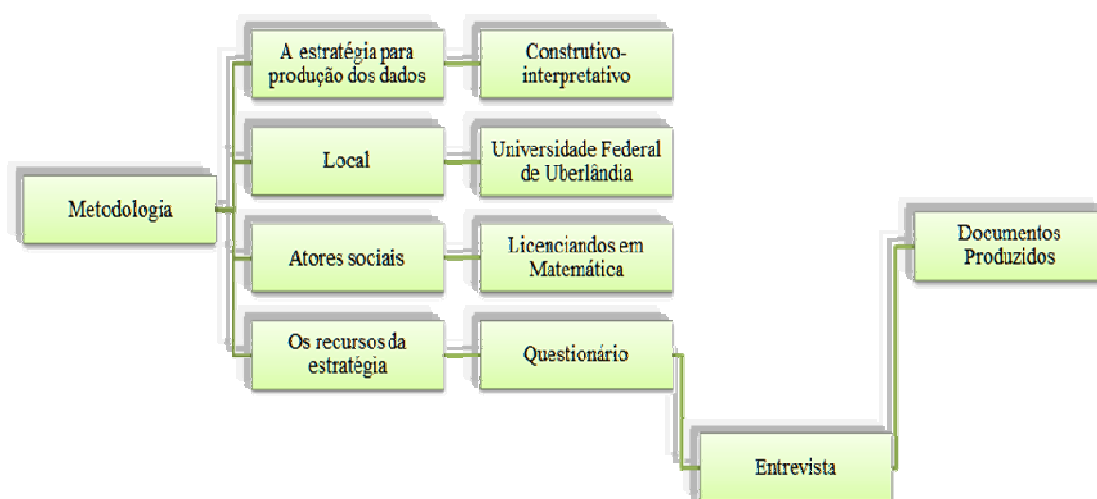 A estratégia para
produção dos dados
Construtivo-
interpretativo
Local
Universidade Federal
de Uberlândia
Metodologia
Atores sociais
Licenciandos em
Matemática
Documentos
Produzidos
Os recursos da
estratégia
Questionário
Entrevista